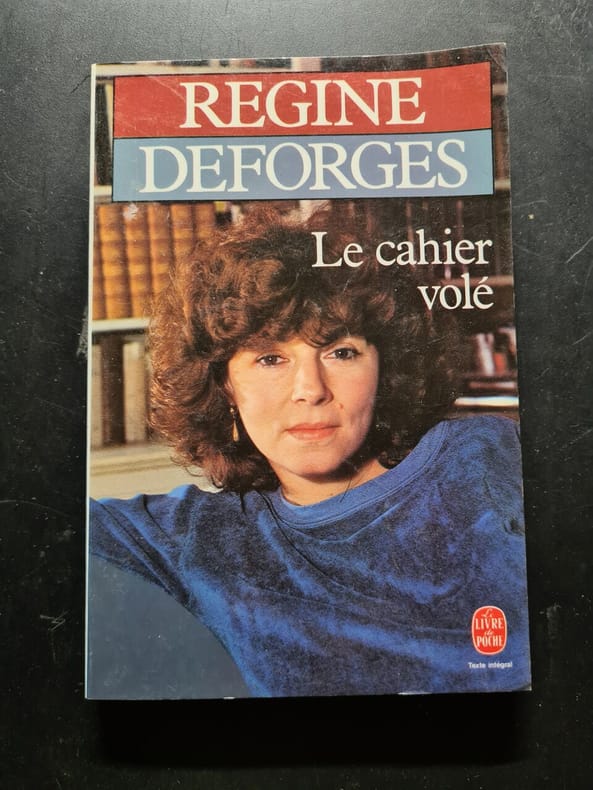 REGINE
DEFORGES
Le cahier
volé
Le
LIVRE
de
POCHE
Texte intégral